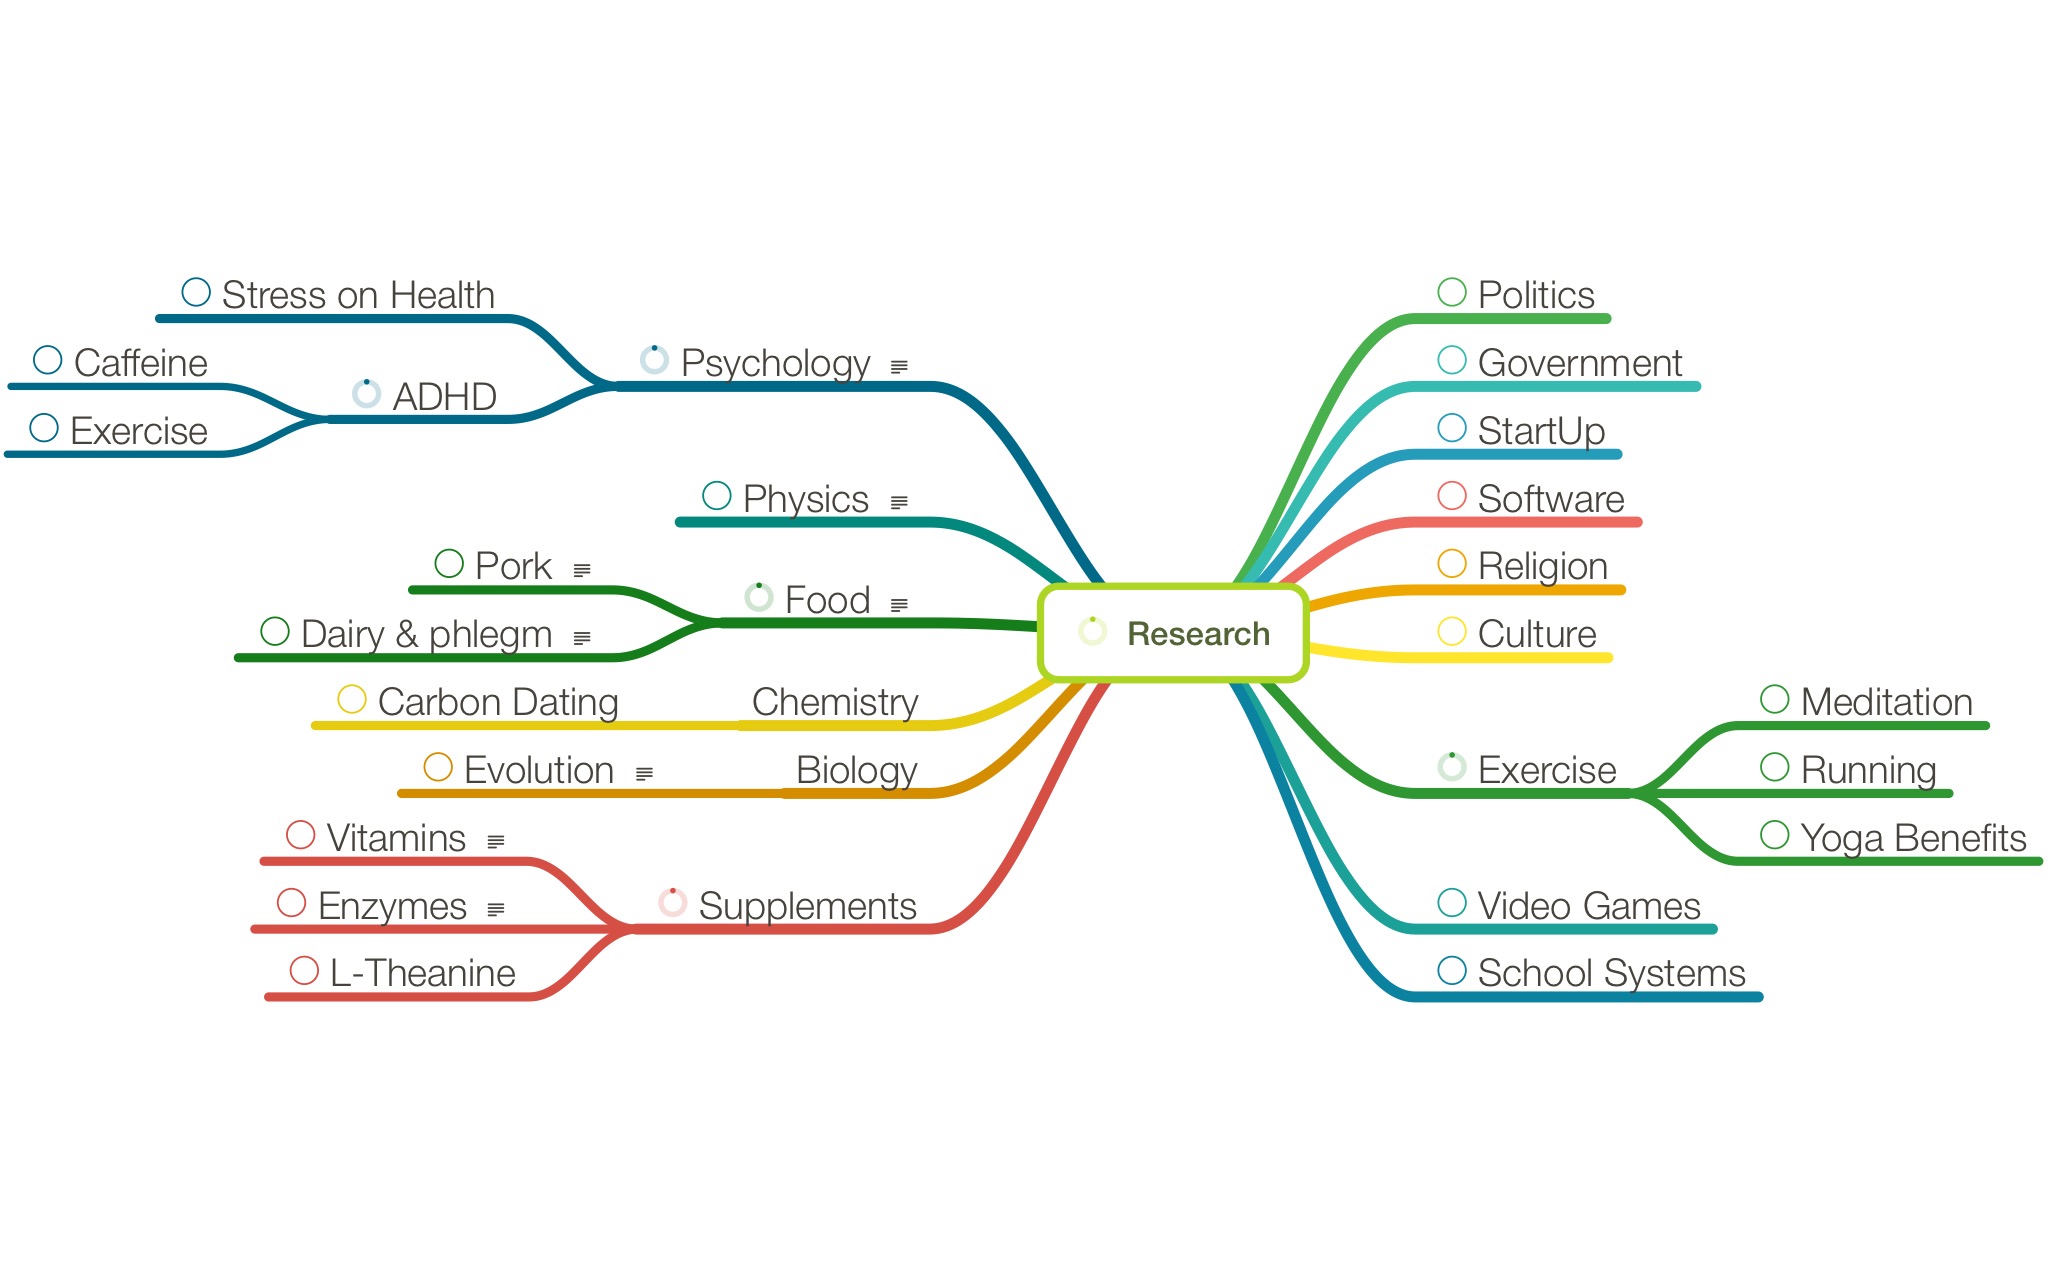 Stress on Health
Caffeine
ADHD
Exercise
Psychology
Physics
Pork
Food
Dairy & phlegm
Carbon Dating
Chemistry
Evolution
Biology
Vitamins
Enzymes
Supplements
L-Theanine
Research
Politics
Government
StartUp
Software
Religion
Culture
Exercise
Meditation
Running
Yoga Benefits
Video Games
School Systems